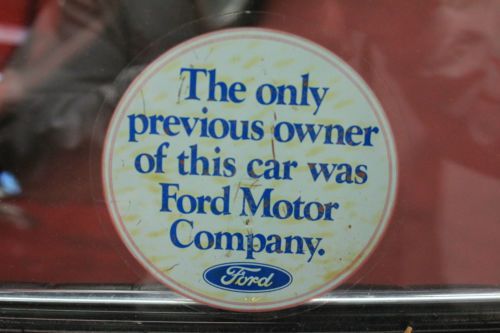 The only
previous owner
of this car was
Ford Motor
Company.
Ford